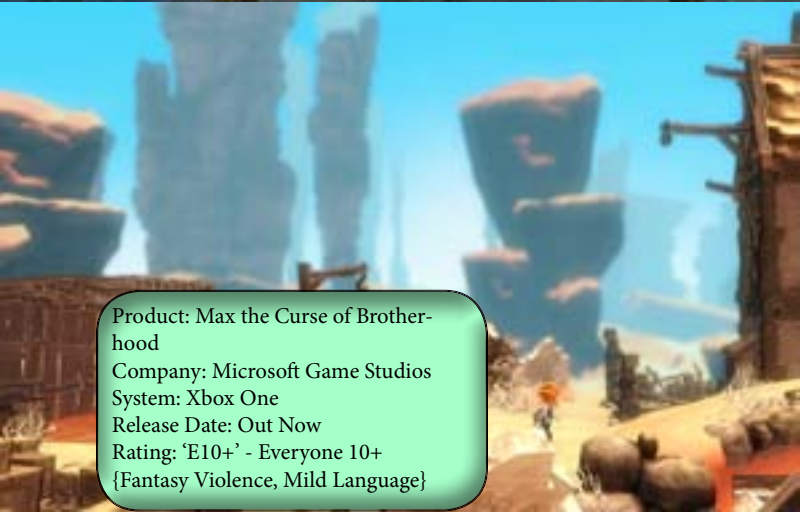 Product: Max the Curse of Brother-
hood
Company: Microsoft Game Studios
System: Xbox One
Release Date: Out Now
Rating: ‘E10+’ - Everyone 10+
{Fantasy Violence, Mild Language}